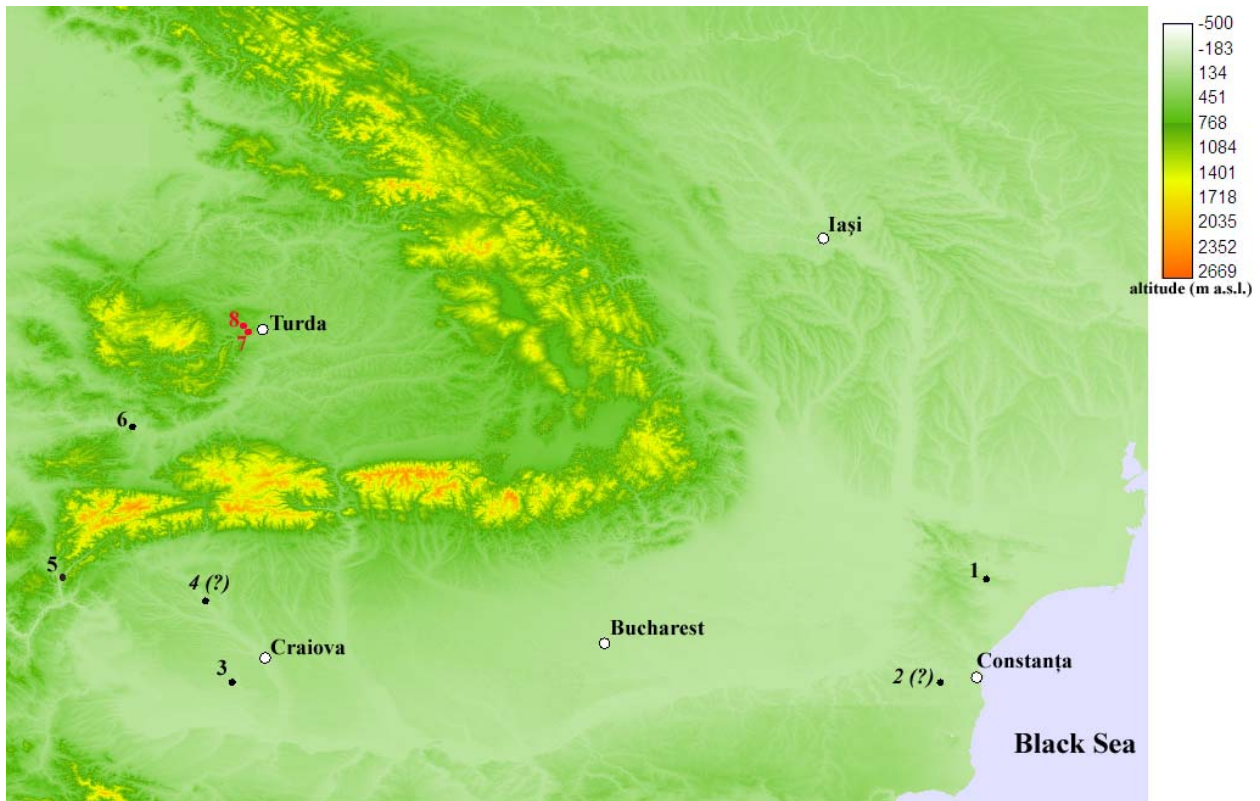 -500
-183
134
451
768
1084
1401
1718
2035
2352
2669
altitude (m a.s.l.)
Iași
8
Turda
7
6
5
4 (?)
1
Bucharest
Craiova
3
Constanța
2 (?)
Black Sea